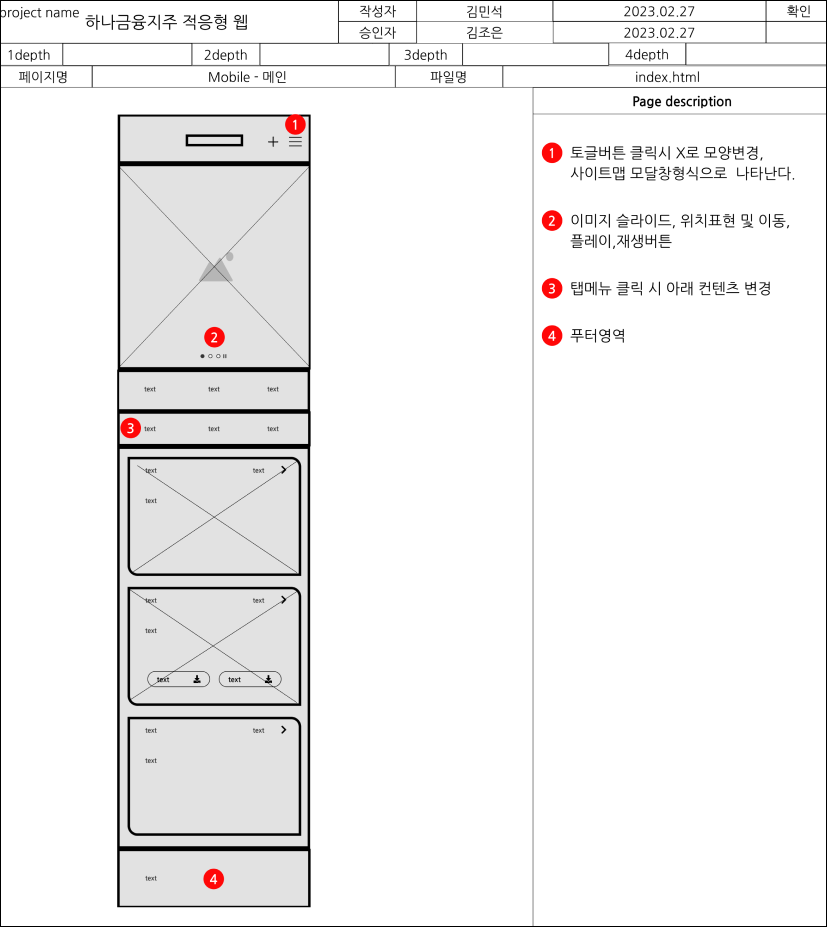 project name 하나금융지주 적응형 웹 작성자 김민석 2023.02.27 확인
승인자 김조은 2023.02.27
1depth 2depth 3depth 4depth
페이지명 Mobile - 메인 파일명 index.html
Page description
1
1 토글버튼 클릭시 X로 모양변경,
사이트맵 모달창형식으로 나타난다.
2 이미지 슬라이드, 위치표현 및 이동,
플레이,재생버튼
3 탭메뉴 클릭 시 아래 컨텐츠 변경
4 푸터영역
2
text text text
3 text text text
text text
text
text text
text
text text
text text
text
text 4